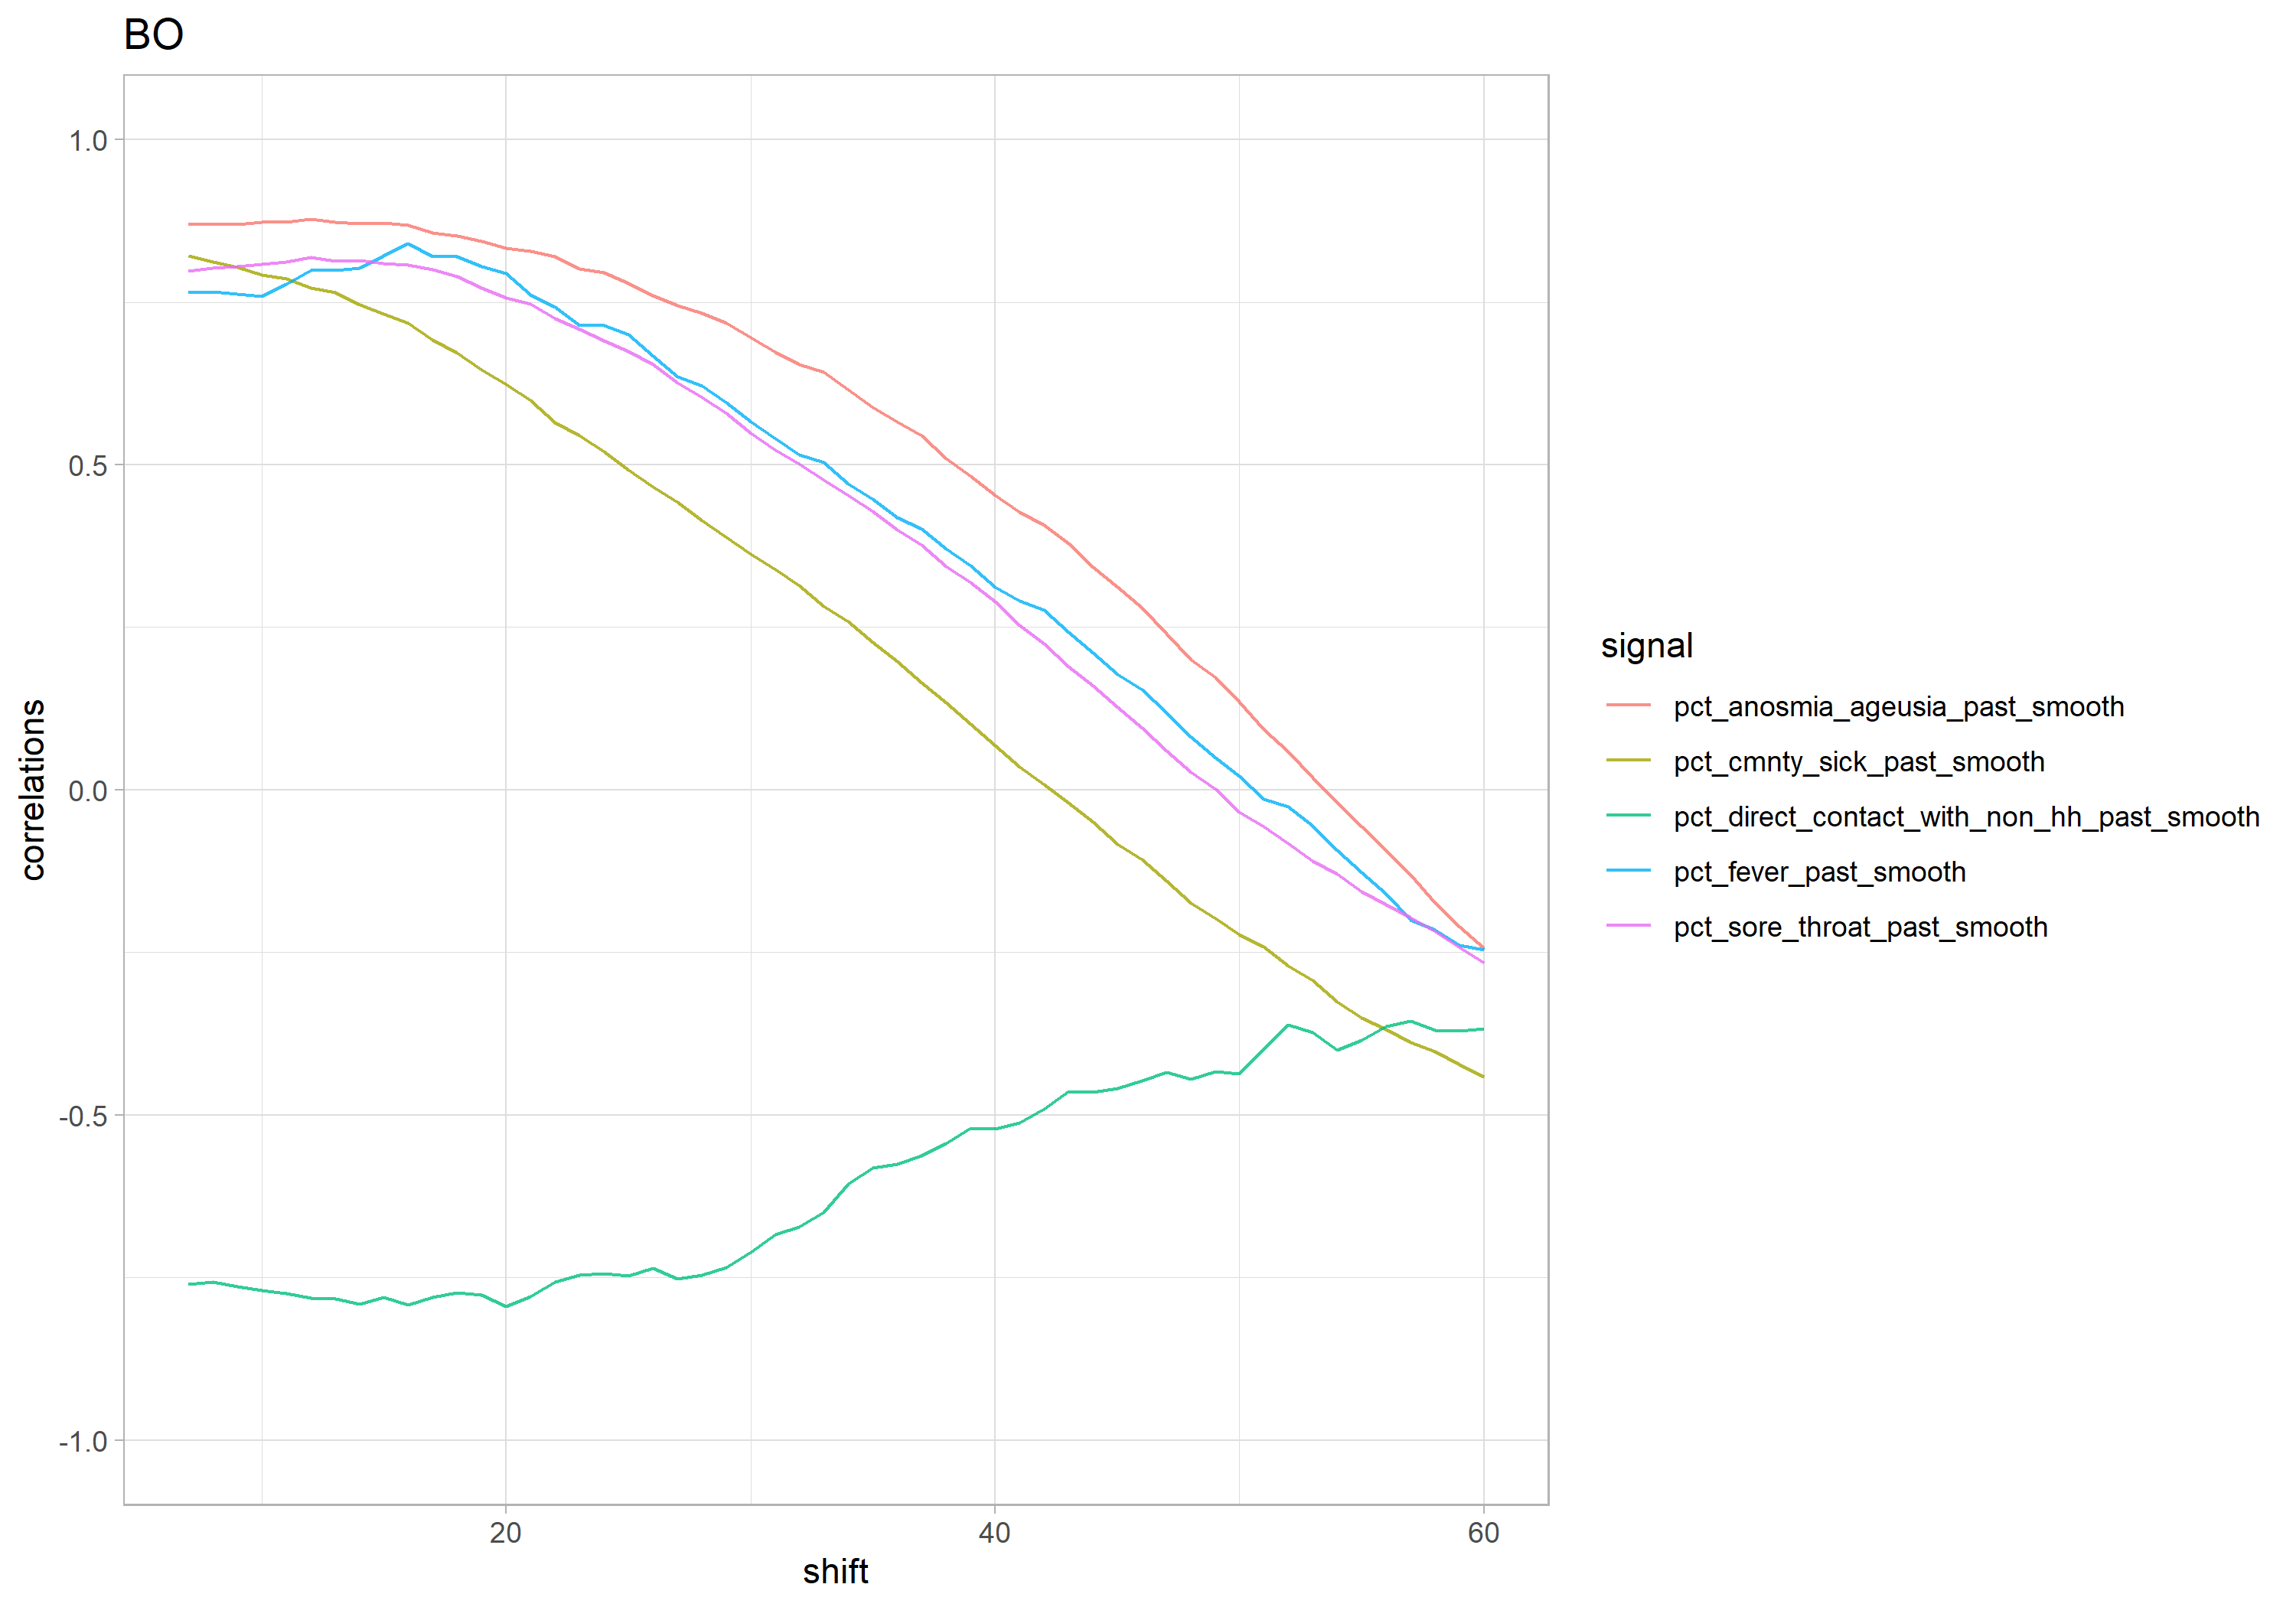 BO
1.0
0.5
0.0
-0.5
-1.0
correlations
20 40 60
shift
signal
pct_anosmia_ageusia_past_smooth
pct_cmnty_sick_past_smooth
pct_direct_contact_with_non_hh_past_smooth
pct_fever_past_smooth
pct_sore_throat_past_smooth